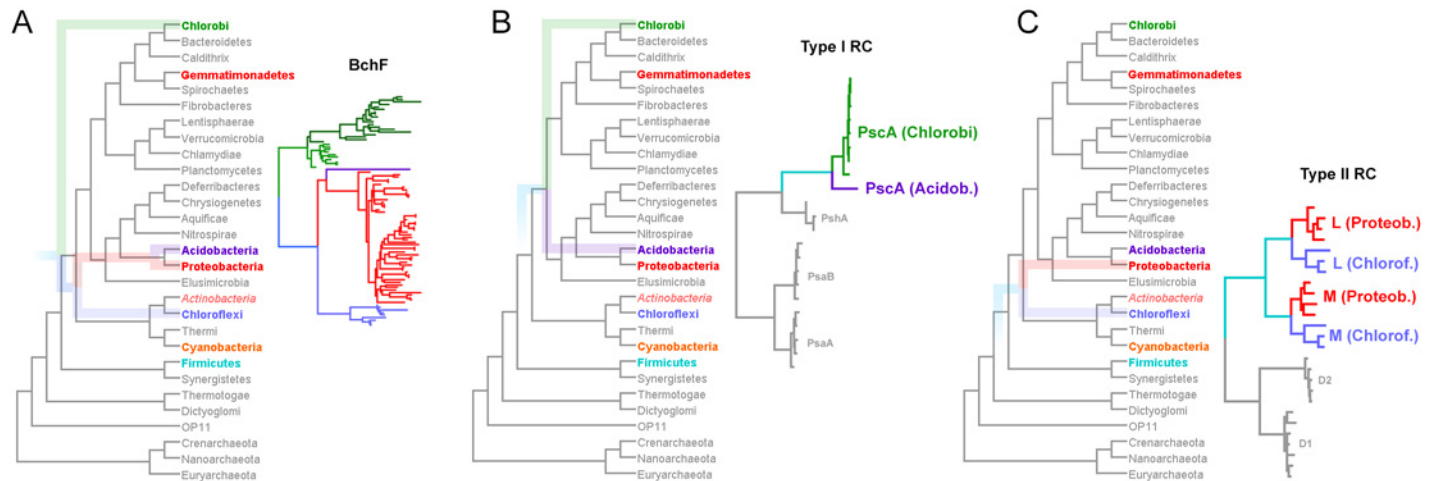 A
Chlorobi
Bacteroidetes
Caldithrix
Gemmatimonadetes
Spirochaetes
Fibrobacteres
Lentisphaerae
Verrucomicrobia
Chlamydiae
Planctomycetes
Deferribacteres
Chrysiogenetes
Aquificae
Nitrospirae
Acidobacteria
Proteobacteria
Elusimicrobia
Actinobacteria
Chloroflexi
Thermi
Cyanobacteria
Firmicutes
Synergistetes
Thermotogae
Dictyoglomi
OP11
Crenarchaeota
Nanoarchaeota
Euryarchaeota
BchF
B
Chlorobi
Bacteroidetes
Caldithrix
Gemmatimonadetes
Spirochaetes
Fibrobacteres
Lentisphaerae
Verrucomicrobia
Chlamydiae
Planctomycetes
Deferribacteres
Chrysiogenetes
Aquificae
Nitrospirae
Acidobacteria
Proteobacteria
Elusimicrobia
Actinobacteria
Chloroflexi
Thermi
Cyanobacteria
Firmicutes
Synergistetes
Thermotogae
Dictyoglomi
OP11
Crenarchaeota
Nanoarchaeota
Euryarchaeota
Type I RC
PscA (Chlorobi)
PscA (Acidob.)
PshA
PsaB
PsaA
C
Chlorobi
Bacteroidetes
Caldithrix
Gemmatimonadetes
Spirochaetes
Fibrobacteres
Lentisphaerae
Verrucomicrobia
Chlamydiae
Planctomycetes
Deferribacteres
Chrysiogenetes
Aquificae
Nitrospirae
Acidobacteria
Proteobacteria
Elusimicrobia
Actinobacteria
Chloroflexi
Thermi
Cyanobacteria
Firmicutes
Synergistetes
Thermotogae
Dictyoglomi
OP11
Crenarchaeota
Nanoarchaeota
Euryarchaeota
Type II RC
L (Proteob.)
L (Chlorof.)
M (Proteob.)
M (Chlorof.)
D2
D1